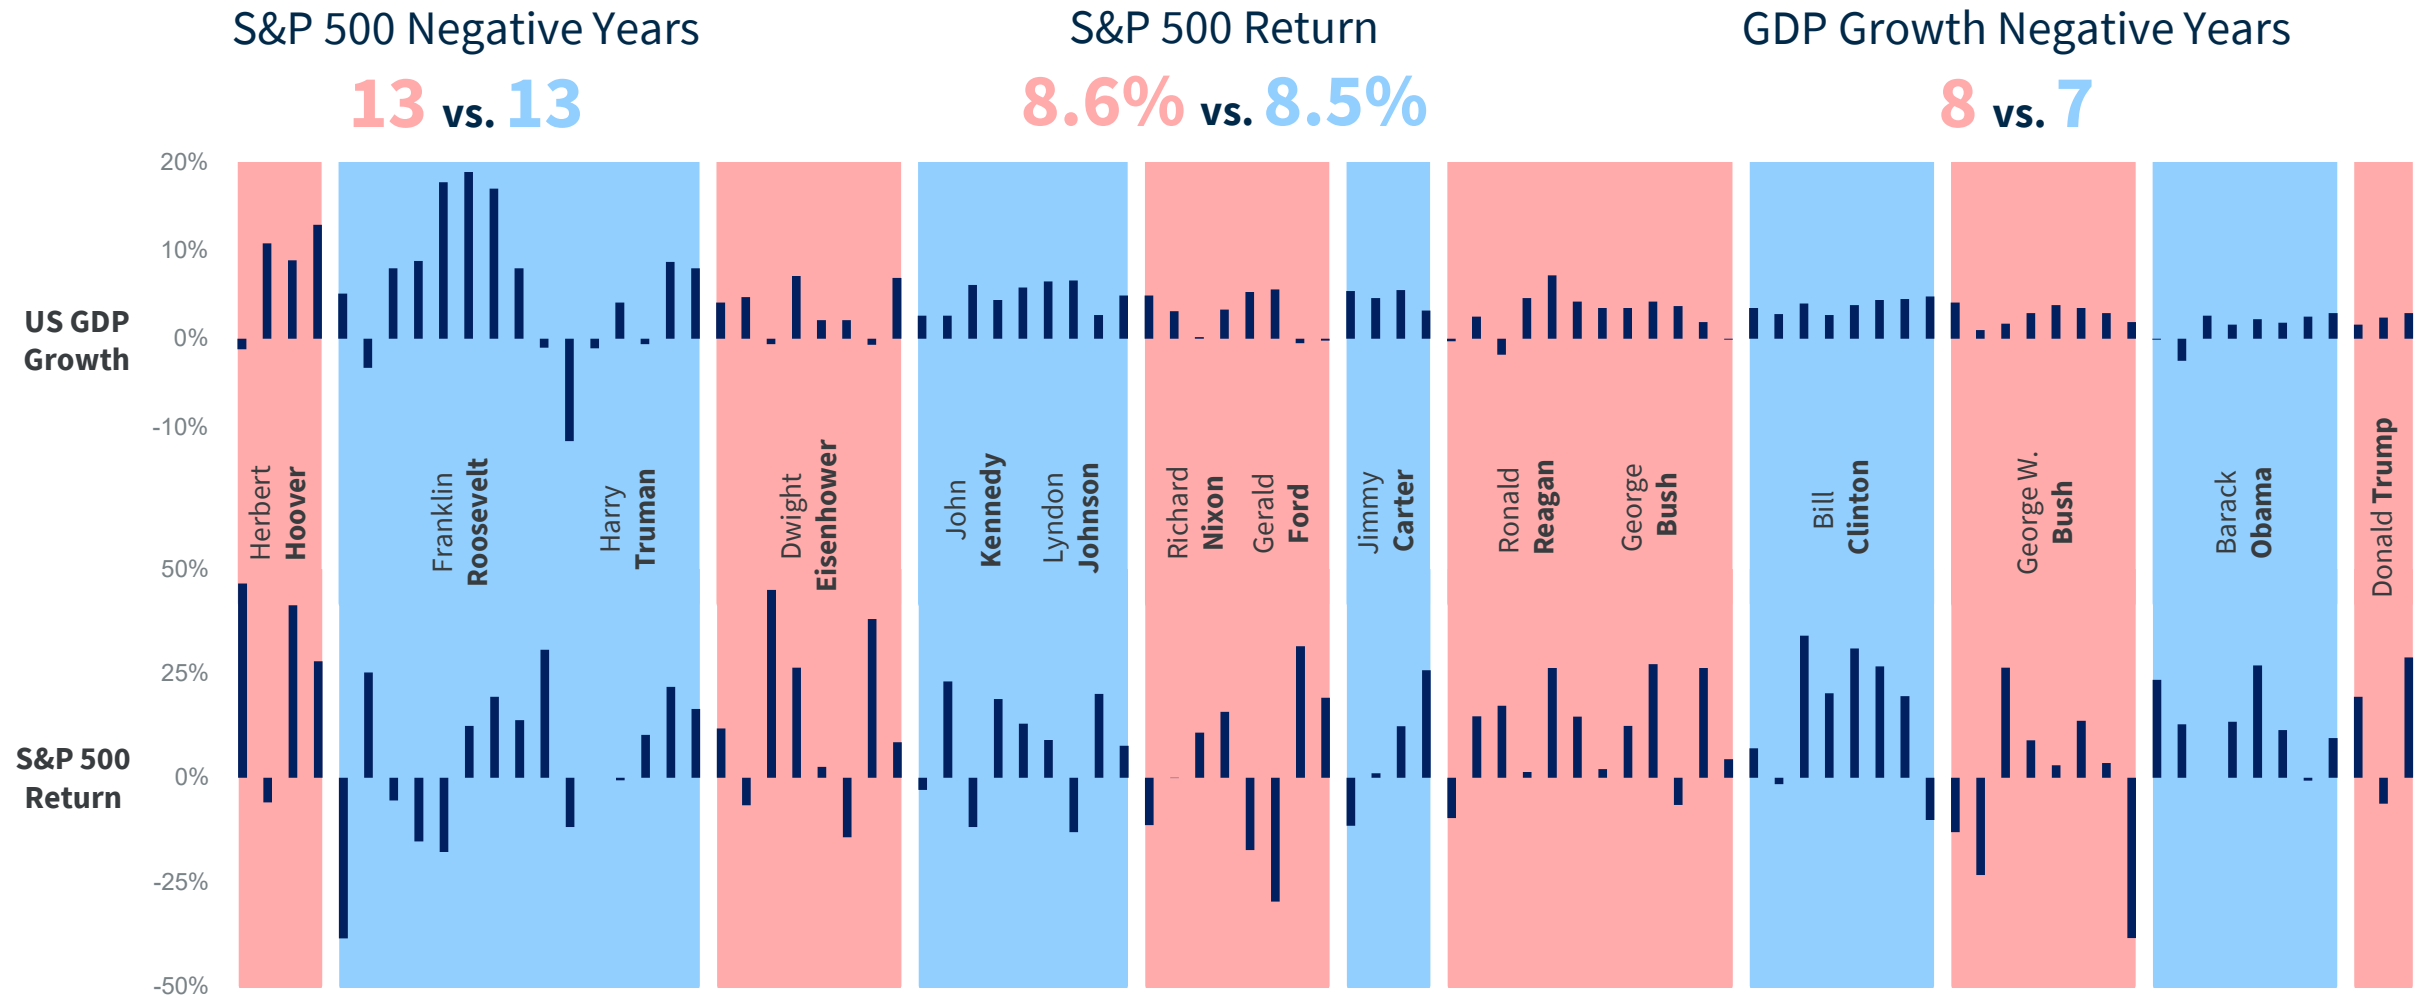 S&P 500 Negative Years
13 vs. 13
S&P 500 Return
8.6% vs. 8.5%
GDP Growth Negative Years
8 vs. 7
20%
10%
0%
-10%
US GDP
Growth
Herbert
Hoover
Franklin
Roosevelt
Harry
Truman
Dwight
Eisenhower
John
Kennedy
Lyndon
Johnson
Richard
Nixon
Gerald
Ford
Jimmy
Carter
Ronald
Reagan
George
Bush
Bill
Clinton
George W.
Bush
Barack
Obama
Donald Trump
50%
25%
0%
-25%
-50%
S&P 500
Return